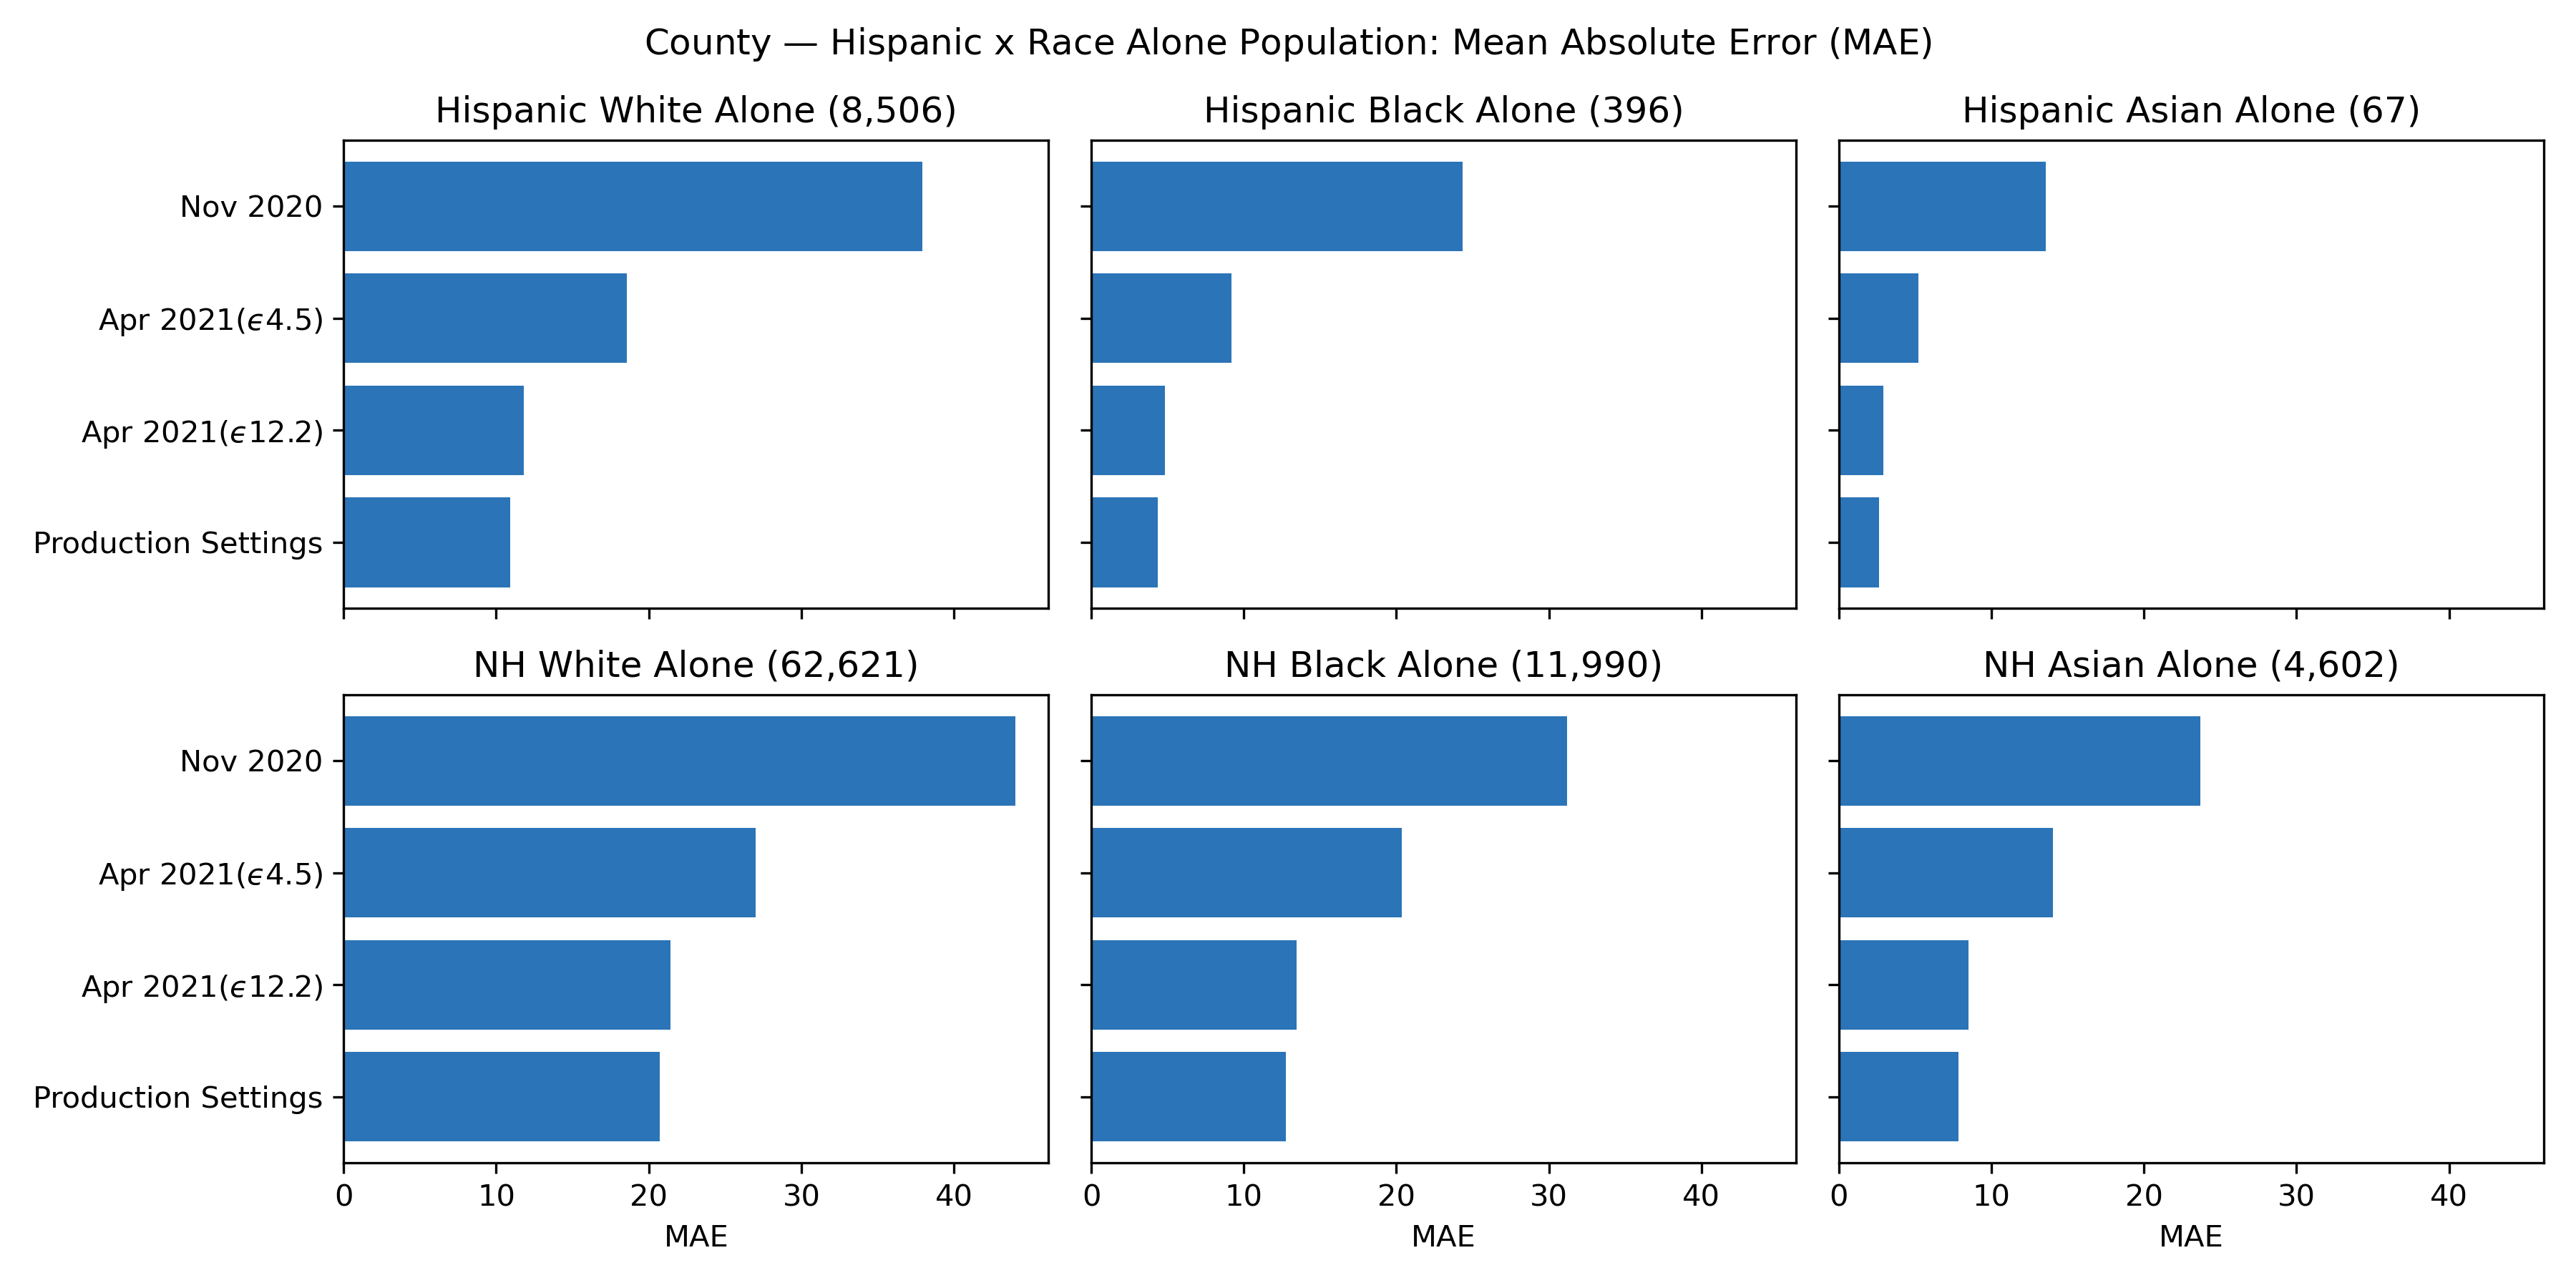 County — Hispanic x Race Alone Population: Mean Absolute Error (MAE)
Hispanic White Alone (8,506)
Hispanic Black Alone (396)
Hispanic Asian Alone (67)
Nov 2020
Apr 2021(ϵ4.5)
Apr 2021(ϵ12.2)
Production Settings
NH White Alone (62,621)
NH Black Alone (11,990)
NH Asian Alone (4,602)
Nov 2020
Apr 2021(ϵ4.5)
Apr 2021(ϵ12.2)
Production Settings
0 10 20 30 40
0 10 20 30 40
0 10 20 30 40
MAE
MAE
MAE